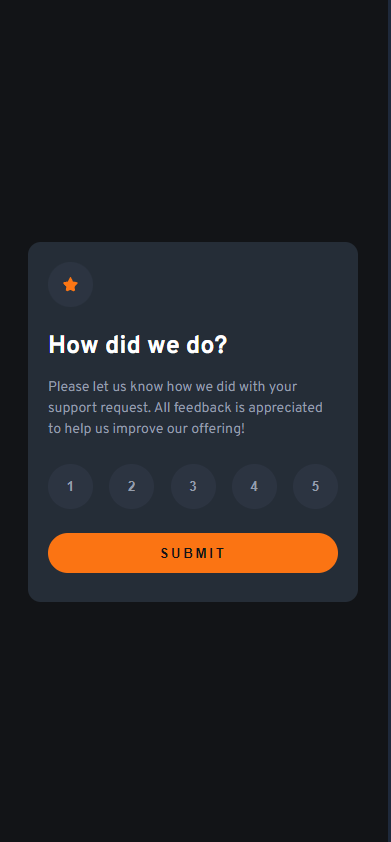 How did we do?
Please let us know how we did with your
support request. All feedback is appreciated
to help us improve our offering!
1 2 3 4 5
SUBMIT